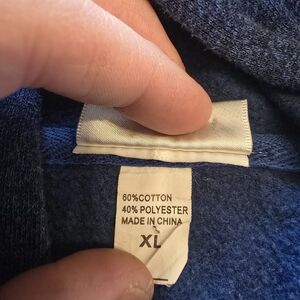 60%COTTON
40% POLYESTER
MADE IN CHINA
XL